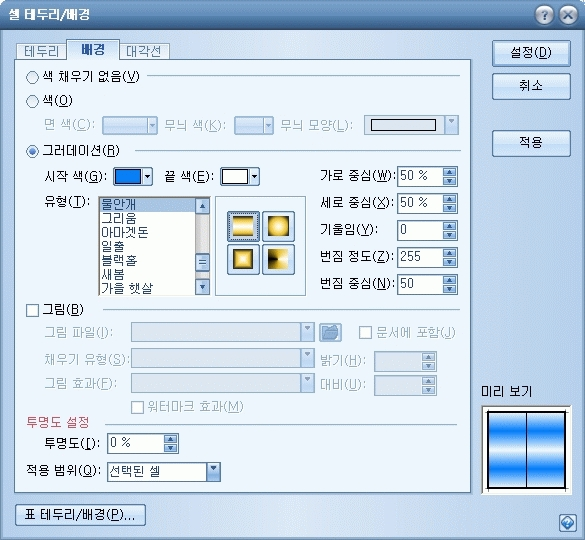 셀 테두리/배경
테두리 배경 대각선
설정(D)
취소
적용
색 채우기 없음(V)
색(O)
면 색(C): 무늬 색(K): 무늬 모양(L):
그러데이션(R)
시작 색(G): 끝 색(E): 가로 중심(W): 50 %
유형(T): 세로 중심(X): 50 %
물안개
그리움
아마겟돈
일출
블랙홀
새봄
가을 햇살
기울임(Y): 0
번짐 정도(Z): 255
번짐 중심(N): 50
그림(B)
그림 파일(I): 문서에 포함(J)
채우기 유형(S): 밝기(H):
그림 효과(F): 대비(U):
워터마크 효과(M)
투명도 설정
투명도([): 0 %
적용 범위(Q): 선택된 셀
미리 보기
표 테두리/배경(P)...